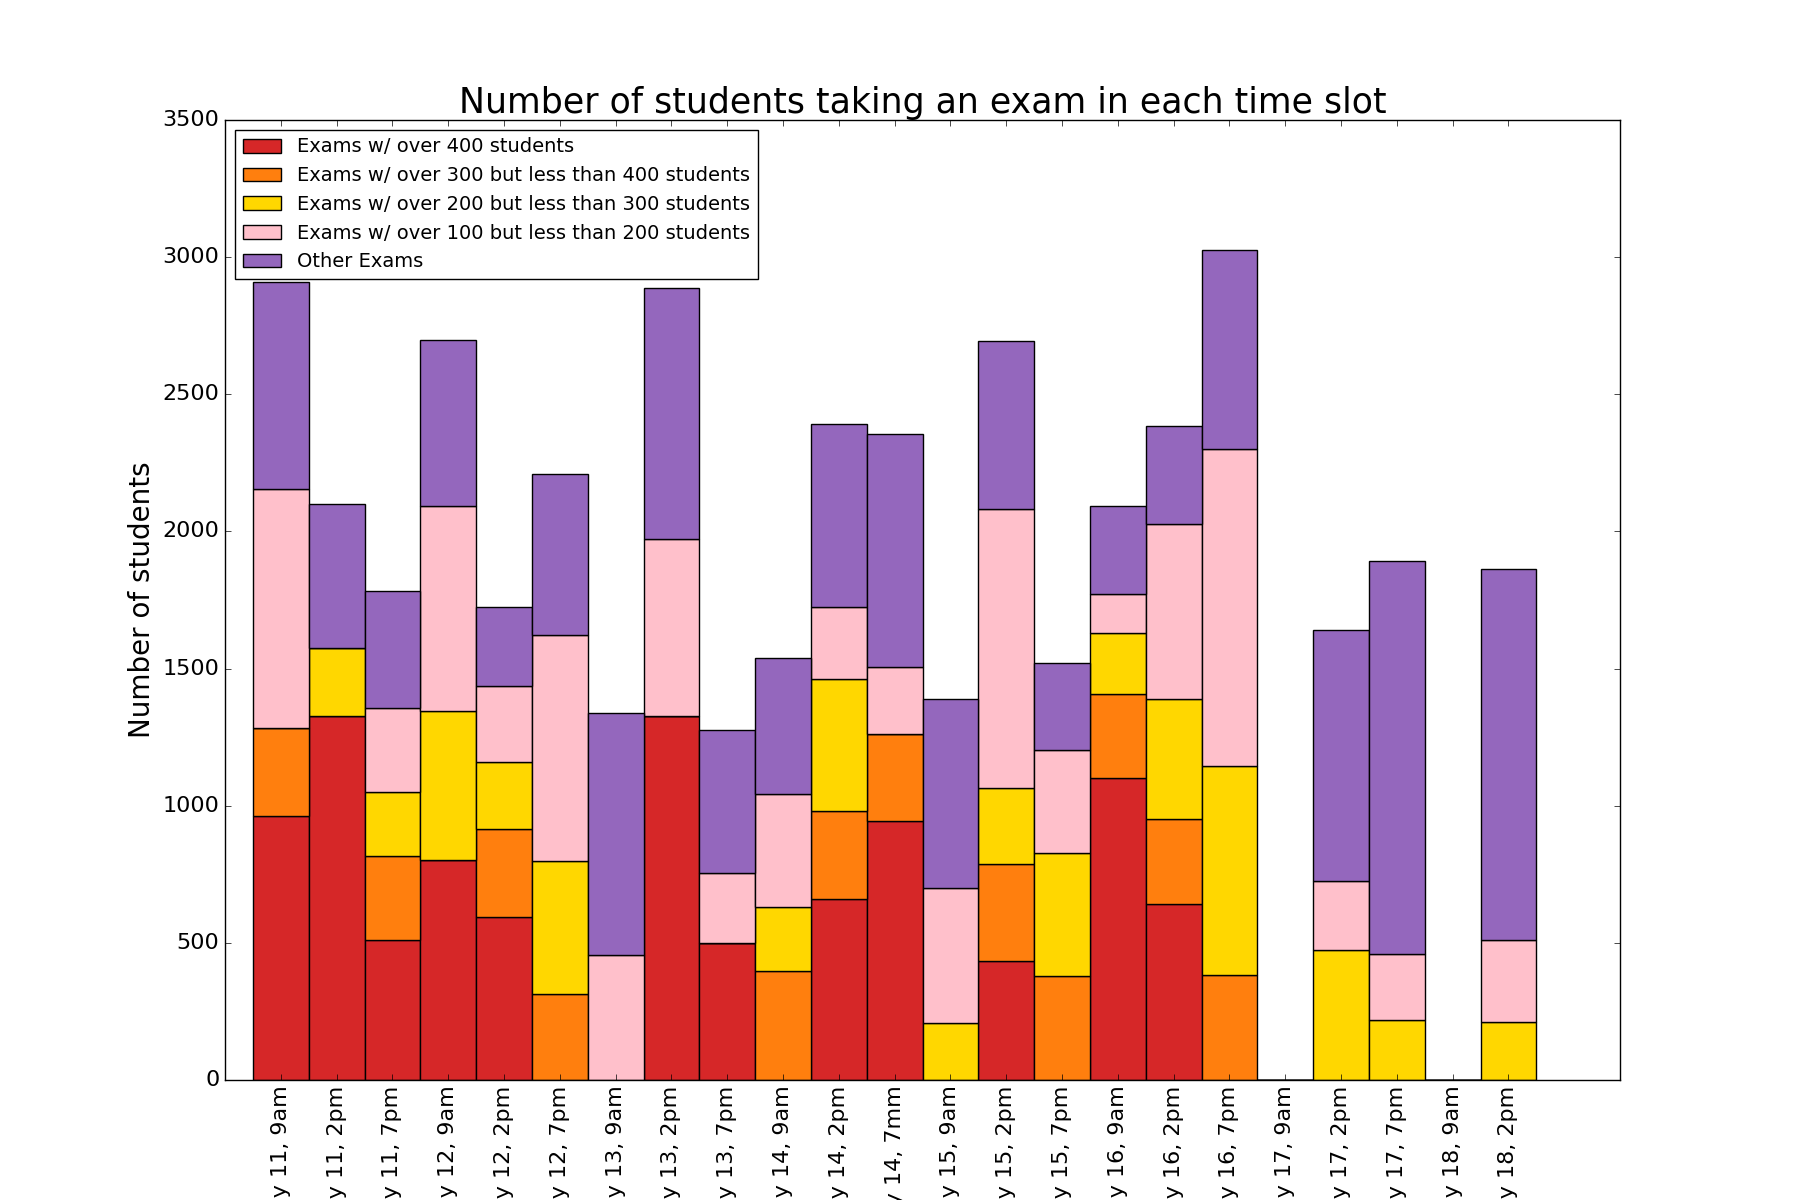 Number of students taking an exam in each time slot
3500
3000
2500
2000
1500
1000
500
0
Number of students
Exams w/ over 400 students
Exams w/ over 300 but less than 400 students
Exams w/ over 200 but less than 300 students
Exams w/ over 100 but less than 200 students
Other Exams
y 11, 9am
y 11, 2pm
y 11, 7pm
y 12, 9am
y 12, 2pm
y 12, 7pm
y 13, 9am
y 13, 2pm
y 13, 7pm
y 14, 9am
y 14, 2pm
y 14, 7mm
y 15, 9am
y 15, 2pm
y 15, 7pm
y 16, 9am
y 16, 2pm
y 16, 7pm
y 17, 9am
y 17, 2pm
y 17, 7pm
y 18, 9am
y 18, 2pm